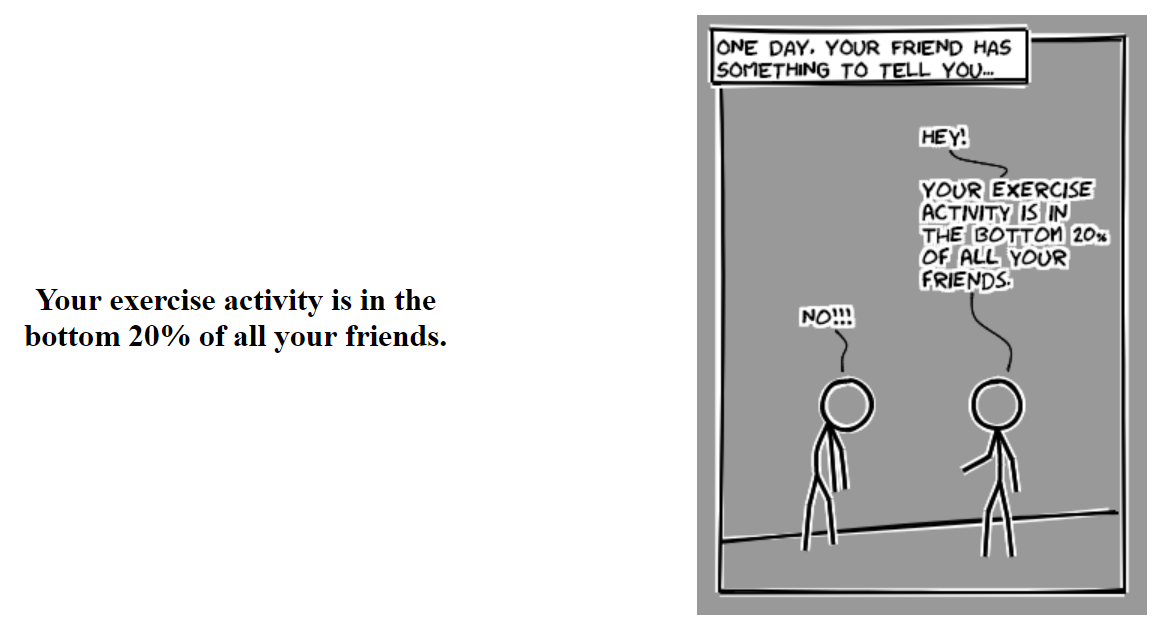 Your exercise activity is in the
bottom 20% of all your friends.
ONE DAY, YOUR FRIEND HAS
SOMETHING TO TELL YOU...
HEY!
YOUR EXERCISE
ACTIVITY IS IN
THE BOTTOM 20%
OF ALL YOUR
FRIENDS.
NO!!!